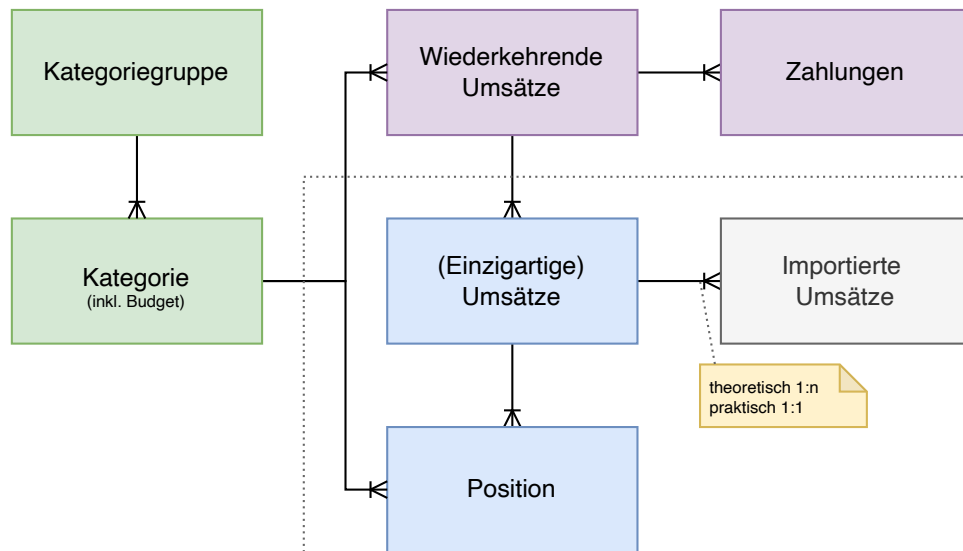 Kategoriegruppe
Wiederkehrende
Umsätze
Zahlungen
Kategorie
(inkl. Budget)
(Einzigartige)
Umsätze
Importierte
Umsätze
theoretisch 1:n
praktisch 1:1
Position